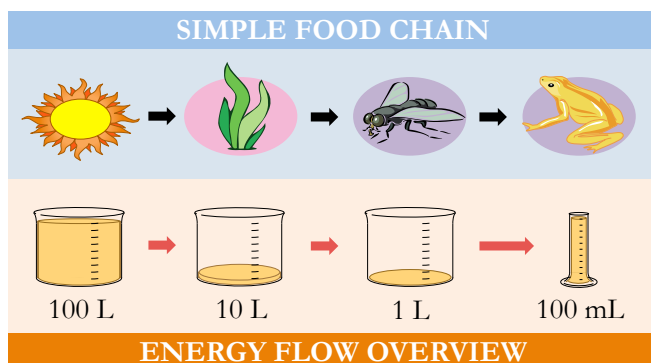 SIMPLE FOOD CHAIN
100 L 10 L 1 L 100 mL
ENERGY FLOW OVERVIEW